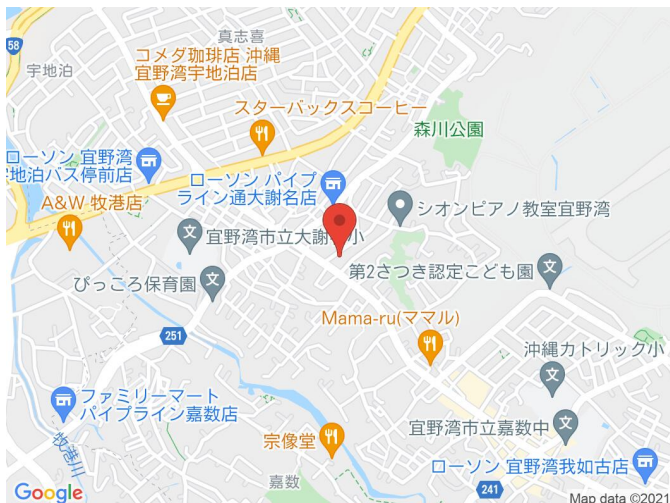 58
真志喜
コメダ珈琲店 沖縄
宜野湾宇地泊店
宇地泊
スターバックスコーヒー
森川公園
ローソン 宜野湾
地泊バス停前店
ローソン パイプ
ライン通大謝名店
A&W 牧港店
シオンピアノ教室宜野湾
宜野湾市立大謝 小
第2さつき認定こども園
ぴっころ保育園
Mama-ru(ママル)
251
沖縄カトリック小
ファミリーマート
パイプライン嘉数店
宜野湾市立嘉数中
牧港川
宗像堂
嘉数
241
ローソン 宜野湾我如古店
Google
Map data ©2021